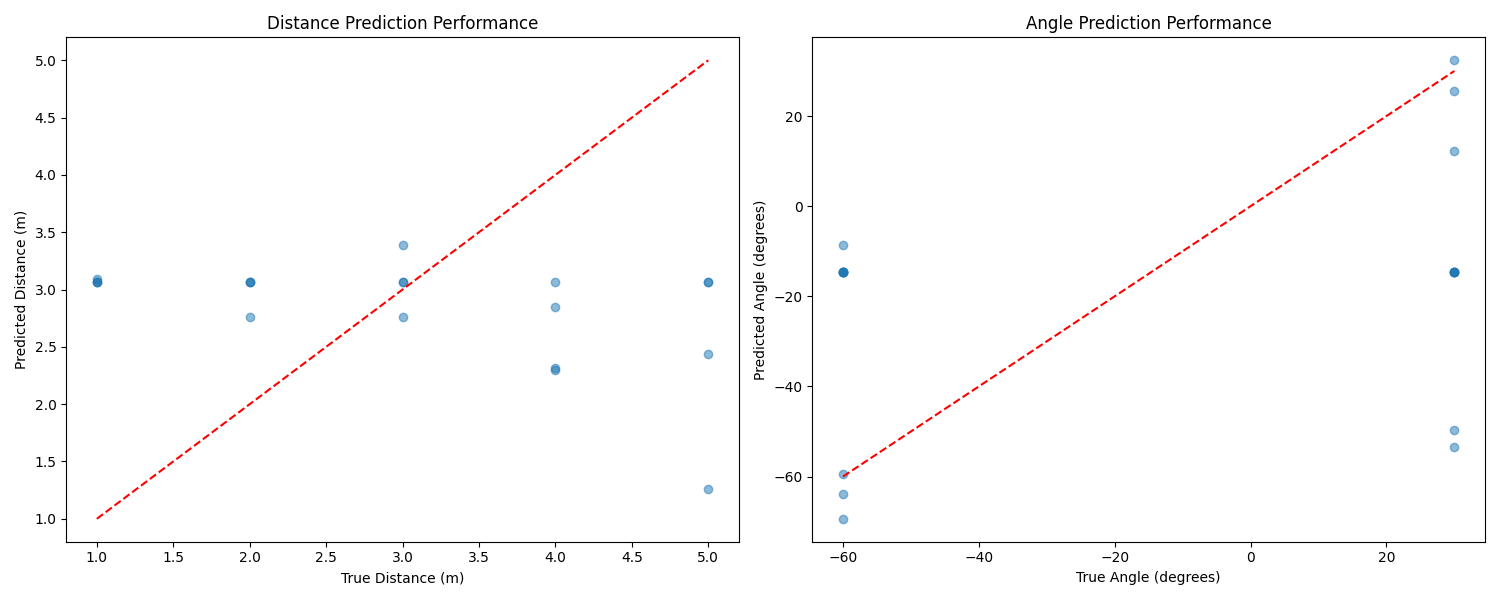 Distance Prediction Performance
5.0
4.5
4.0
3.5
3.0
2.5
2.0
1.5
1.0
Predicted Distance (m)
1.0 1.5 2.0 2.5 3.0 3.5 4.0 4.5 5.0
True Distance (m)
Angle Prediction Performance
20
0
−20
−40
−60
Predicted Angle (degrees)
−60 −40 −20 0 20
True Angle (degrees)